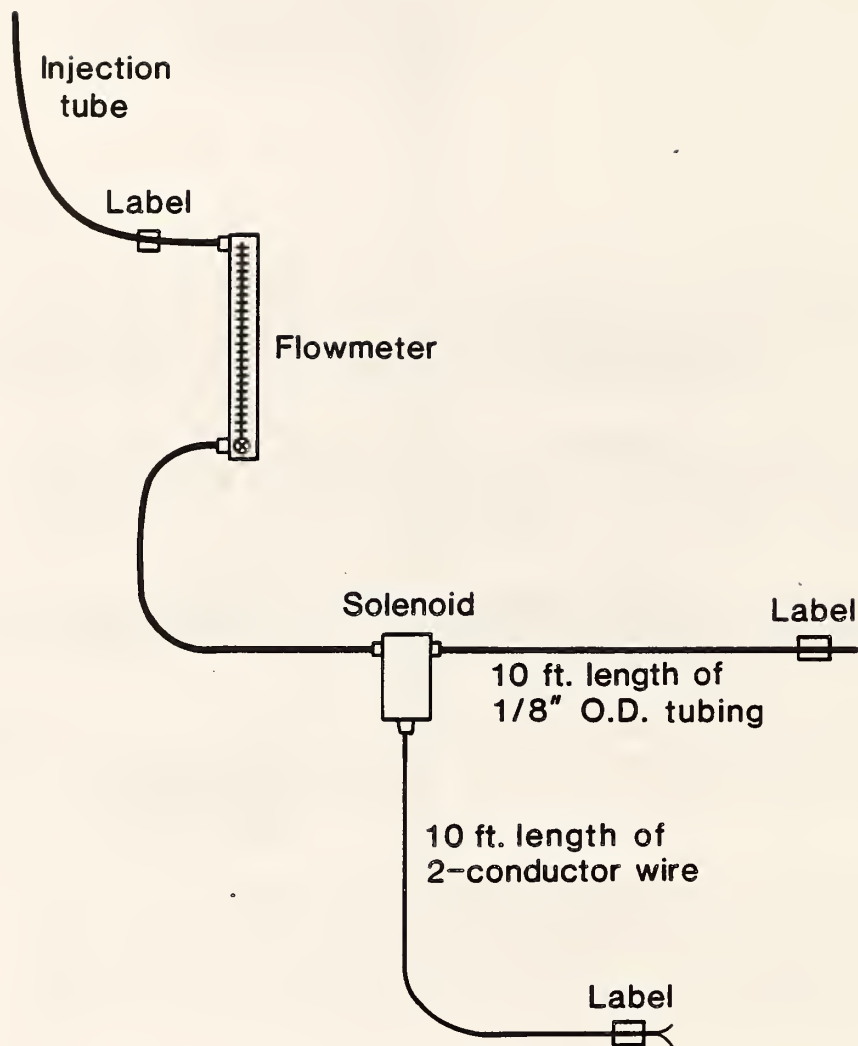 Injection
tube
Label
Flowmeter
Solenoid
Label
10 ft. length of
1/8" O.D. tubing
10 ft. length of
2-conductor wire
Label